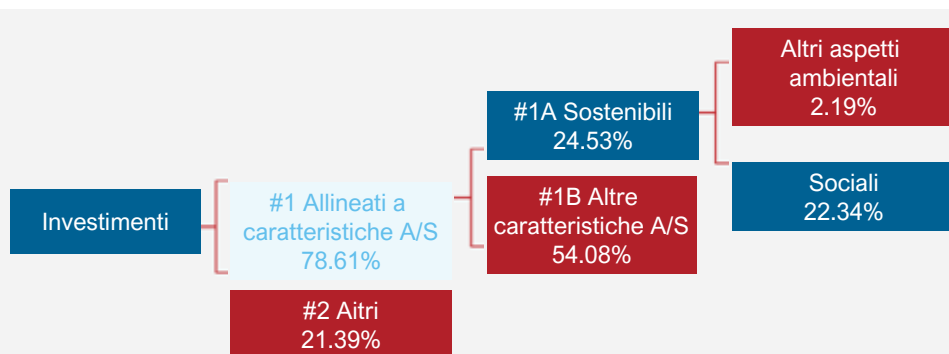 Investimenti
#1 Allineati a
caratteristiche A/S
78.61%
#2 Aitri
21.39%
#1A Sostenibili
24.53%
#1B Altre
caratteristiche A/S
54.08%
Altri aspetti
ambientali
2.19%
Sociali
22.34%